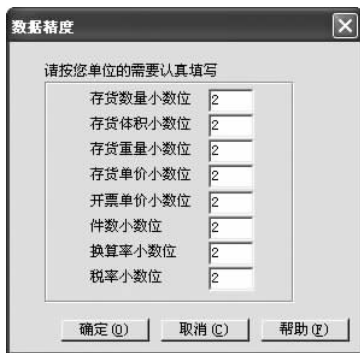 数据精度
请按您单位的需要认真填写
存货数量小数位 2
存货体积小数位 2
存货重量小数位 2
存货单价小数位 2
开票单价小数位 2
件数小数位 2
换算率小数位 2
税率小数位 2
确定(O) 取消(C) 帮助(F)